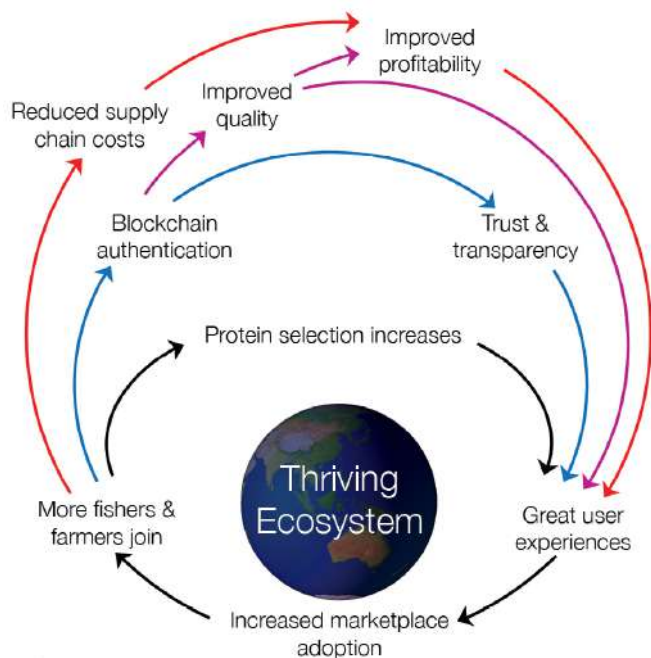 Improved
profitability
Improved
quality
Reduced supply
chain costs
Blockchain
authentication
Trust &
transparency
Protein selection increases
Thriving
Ecosystem
More fishers &
farmers join
Great user
experiences
Increased marketplace
adoption